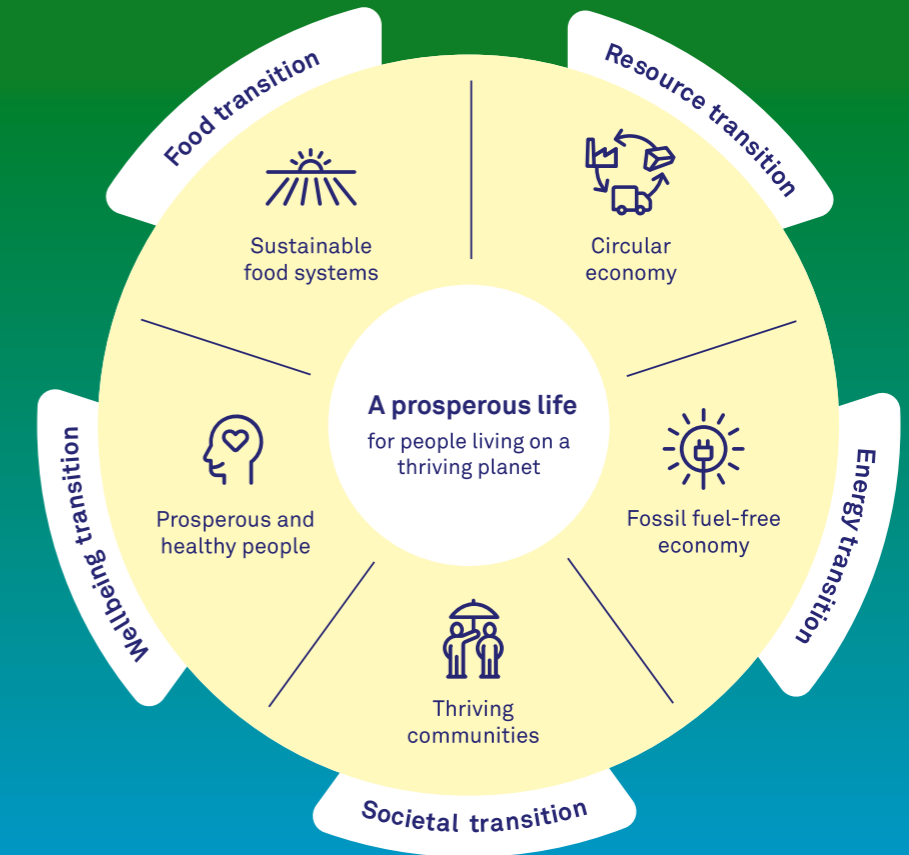 Food transition
Resource transition
Sustainable
food systems
Circular
economy
A prosperous life
for people living on a
thriving planet
Wellbeing transition
Prosperous and
healthy people
Fossil fuel-free
economy
Energy transition
Thriving
communities
Societal transition